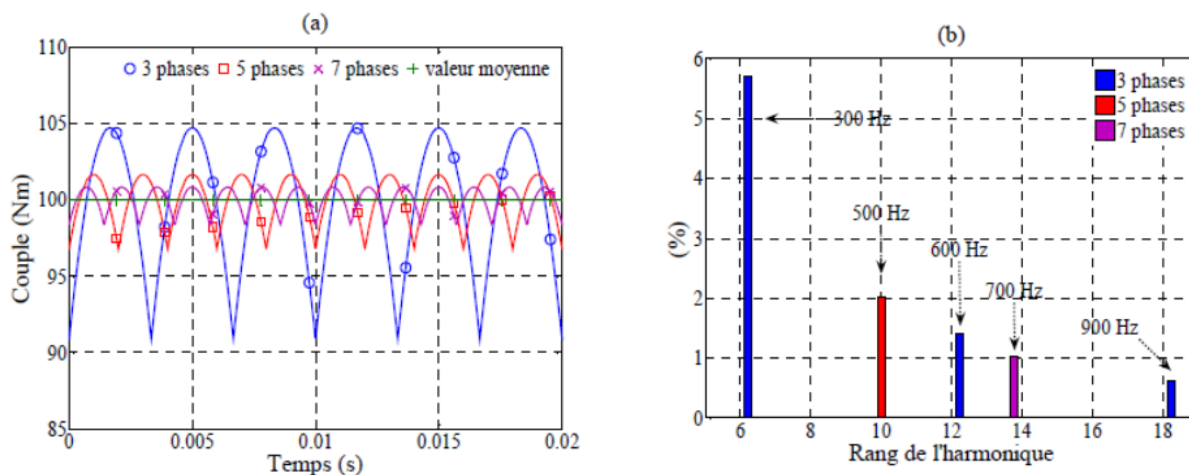 (a)
110
105
100
95
90
85
Couple (Nm)
3 phases 5 phases 7 phases valeur moyenne
0 0.005 0.01 0.015 0.02
Temps (s)
(b)
6
5
4
3
2
1
0
(%)
3 phases
5 phases
7 phases
300 Hz
500 Hz
600 Hz
700 Hz
900 Hz
6 8 10 12 14 16 18
Rang de l'harmonique